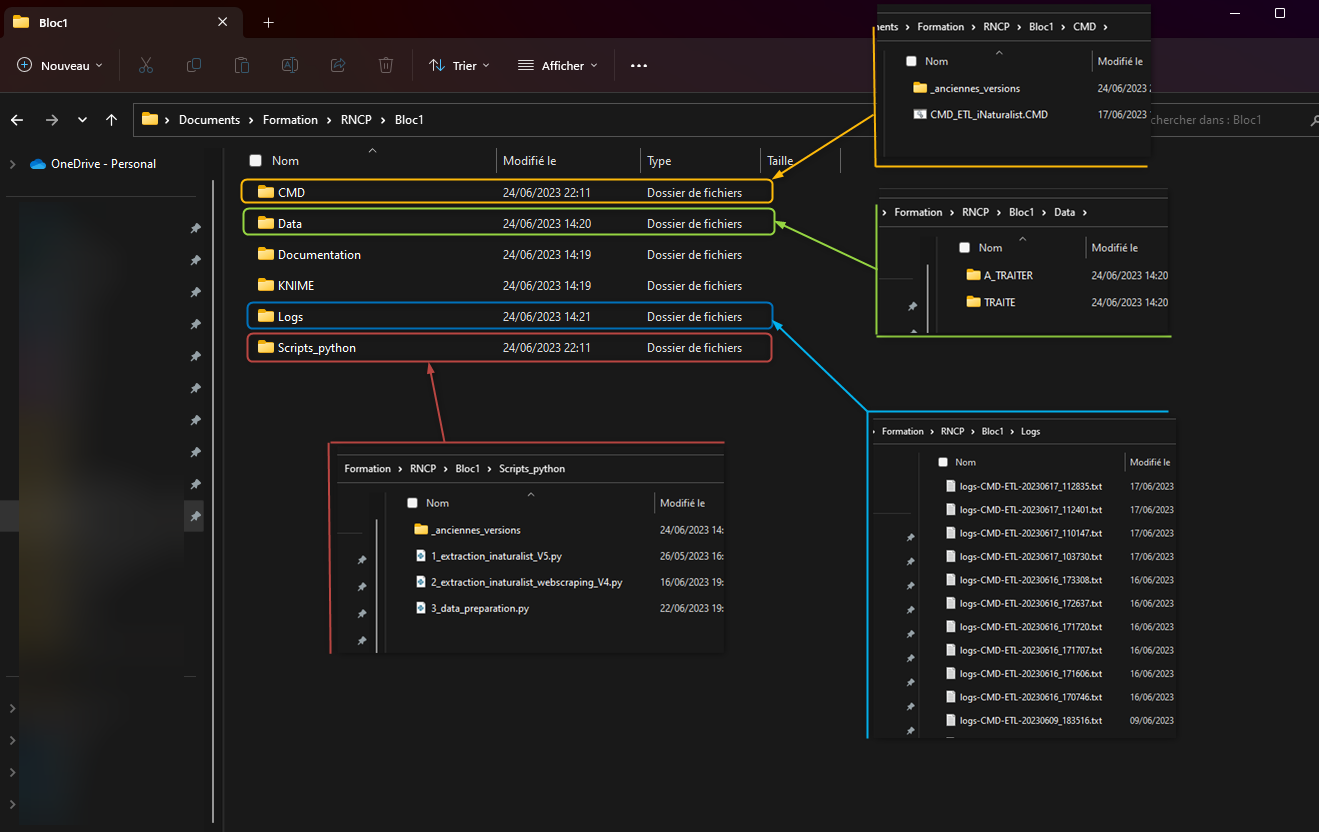 Bloc1
Nouveau
Trier
Afficher
Documents > Formation > RNCP > Bloc1
chercher dans : Bloc1
OneDrive - Personal
Nom Modifié le Type Taille
CMD 24/06/2023 22:11 Dossier de fichiers
Data 24/06/2023 14:20 Dossier de fichiers
Documentation 24/06/2023 14:19 Dossier de fichiers
KNIME 24/06/2023 14:19 Dossier de fichiers
Logs 24/06/2023 14:21 Dossier de fichiers
Scripts_python 24/06/2023 22:11 Dossier de fichiers
nents > Formation > RNCP > Bloc1 > CMD >
Nom Modifié le
_anciennes_versions 24/06/2023
CMD_ETL_iNaturalist.CMD 17/06/2023
> Formation > RNCP > Bloc1 > Data >
Nom Modifié le
A_TRAITER 24/06/2023 14:20
TRAITE 24/06/2023 14:20
Formation > RNCP > Bloc1 > Scripts_python
Nom Modifié le
_anciennes_versions 24/06/2023 14:
1_extraction_inaturalist_V5.py 26/05/2023 16:
2_extraction_inaturalist_webscraping_V4.py 16/06/2023 19:
3_data_preparation.py 22/06/2023 19:
Formation > RNCP > Bloc1 > Logs
Nom Modifié le
logs-CMD-ETL-20230617_112835.txt 17/06/2023
logs-CMD-ETL-20230617_112401.txt 17/06/2023
logs-CMD-ETL-20230617_110147.txt 17/06/2023
logs-CMD-ETL-20230617_103730.txt 17/06/2023
logs-CMD-ETL-20230616_173308.txt 16/06/2023
logs-CMD-ETL-20230616_172637.txt 16/06/2023
logs-CMD-ETL-20230616_171720.txt 16/06/2023
logs-CMD-ETL-20230616_171707.txt 16/06/2023
logs-CMD-ETL-20230616_171606.txt 16/06/2023
logs-CMD-ETL-20230616_170746.txt 16/06/2023
logs-CMD-ETL-20230609_183516.txt 09/06/2023